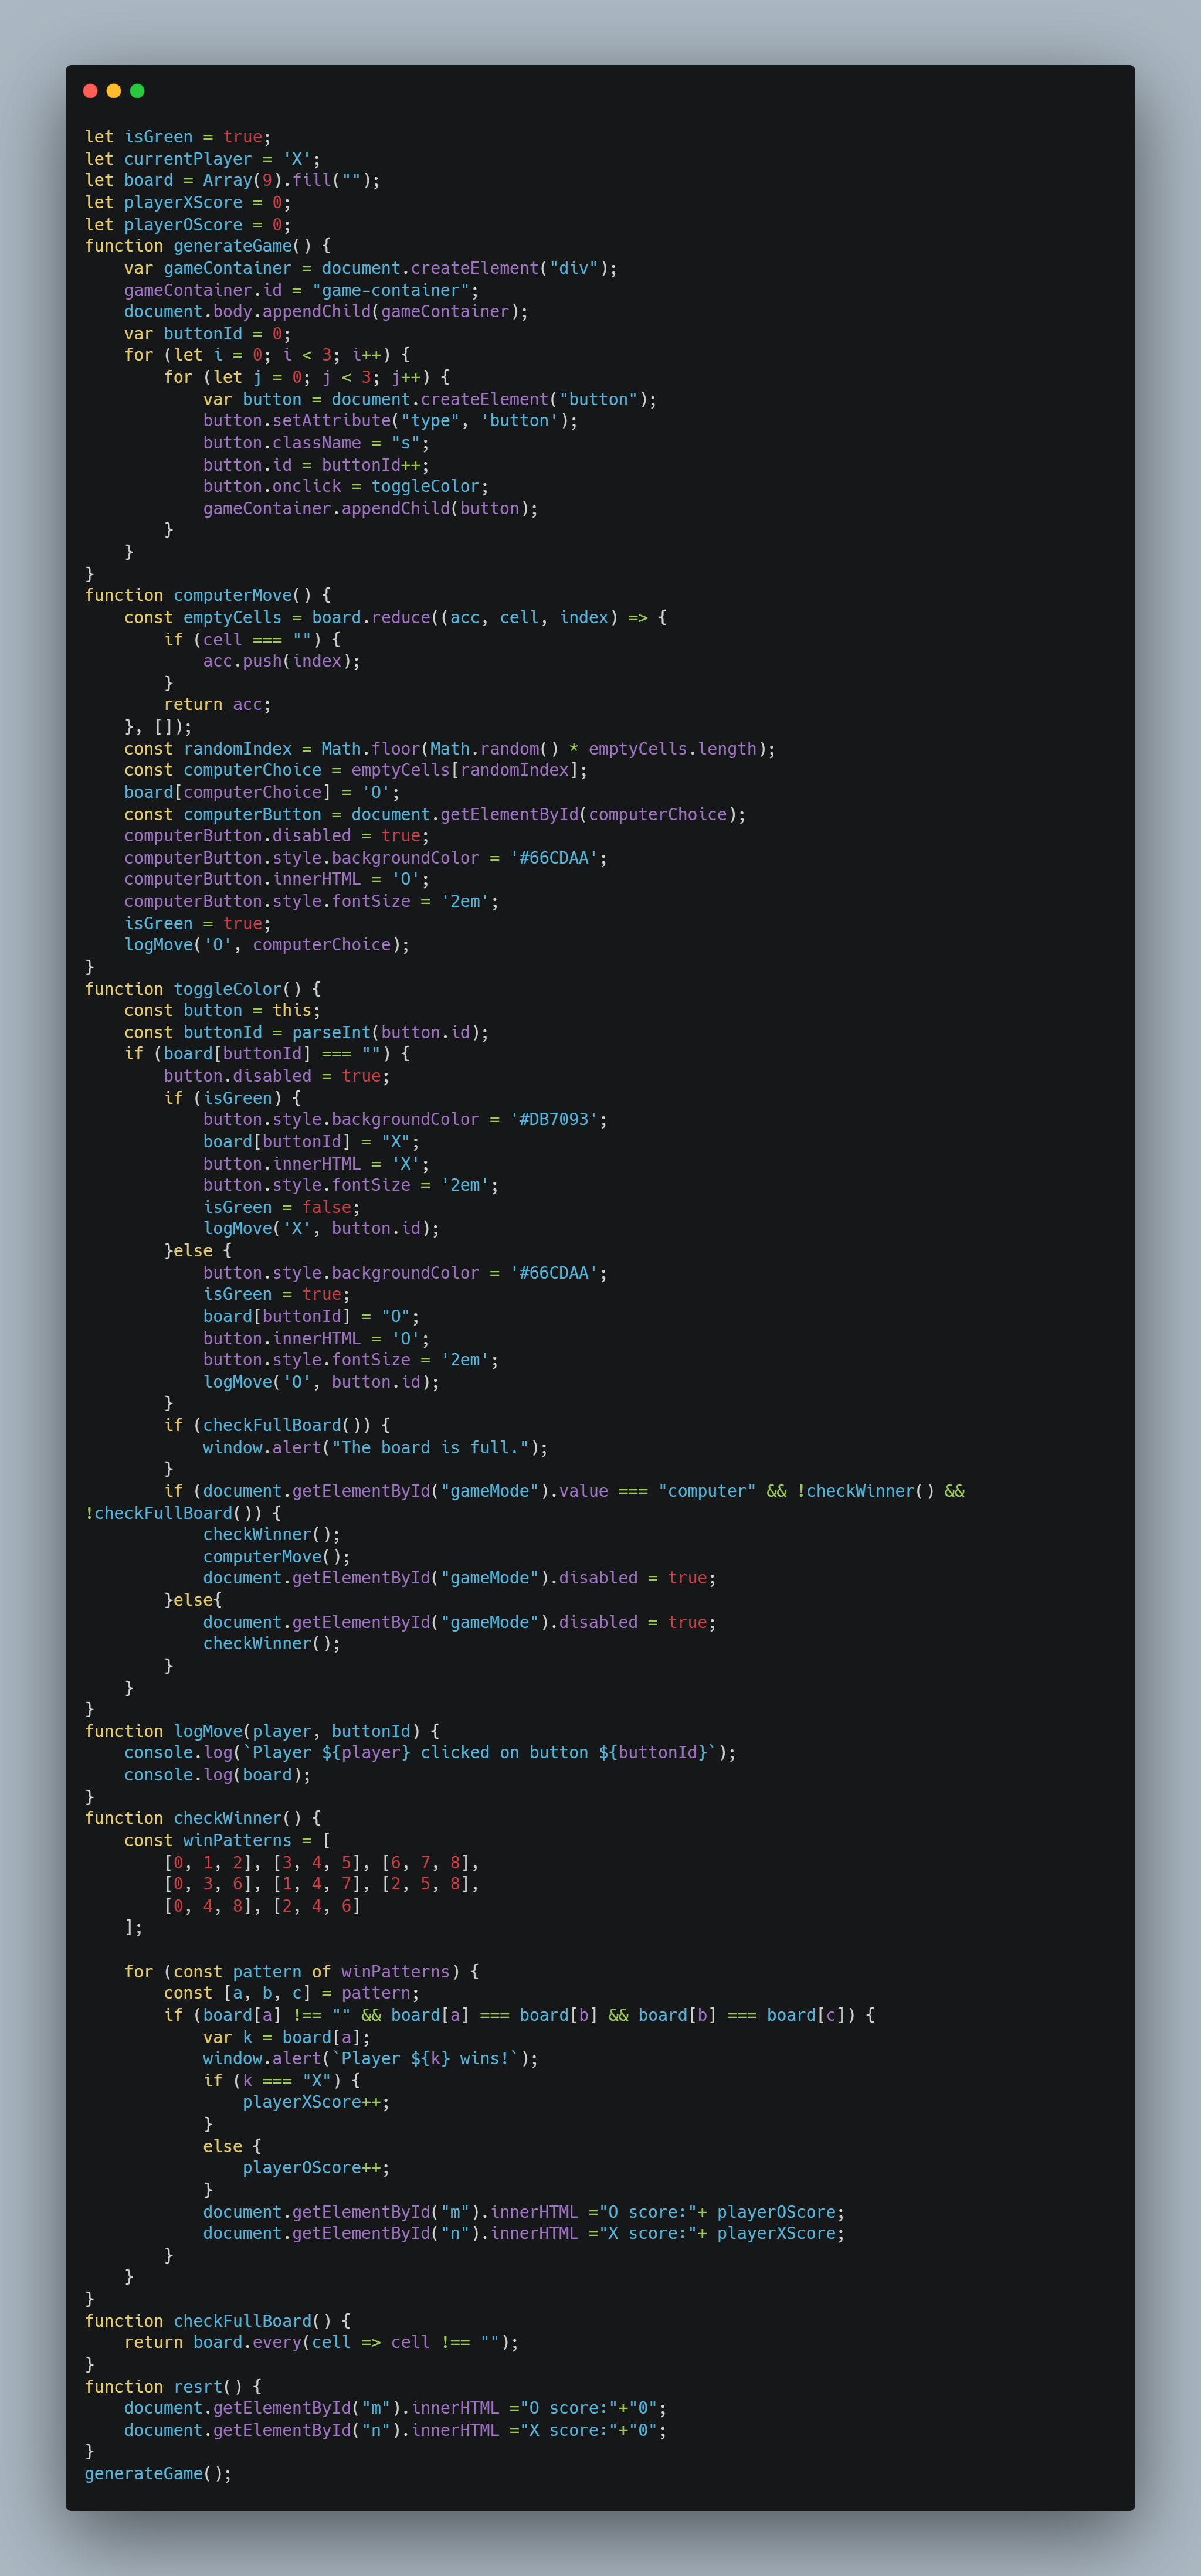 let isGreen = true;
let currentPlayer = 'X';
let board = Array(9).fill("");
let playerXScore = 0;
let playerOScore = 0;
function generateGame() {
    var gameContainer = document.createElement("div");
    gameContainer.id = "game-container";
    document.body.appendChild(gameContainer);
    var buttonId = 0;
    for (let i = 0; i < 3; i++) {
        for (let j = 0; j < 3; j++) {
            var button = document.createElement("button");
            button.setAttribute("type", 'button');
            button.className = "s";
            button.id = buttonId++;
            button.onclick = toggleColor;
            gameContainer.appendChild(button);
        }
    }
}
function computerMove() {
    const emptyCells = board.reduce((acc, cell, index) => {
        if (cell === "") {
            acc.push(index);
        }
        return acc;
    }, []);
    const randomIndex = Math.floor(Math.random() * emptyCells.length);
    const computerChoice = emptyCells[randomIndex];
    board[computerChoice] = 'O';
    const computerButton = document.getElementById(computerChoice);
    computerButton.disabled = true;
    computerButton.style.backgroundColor = '#66CDAA';
    computerButton.innerHTML = 'O';
    computerButton.style.fontSize = '2em';
    isGreen = true;
    logMove('O', computerChoice);
}
function toggleColor() {
    const button = this;
    const buttonId = parseInt(button.id);
    if (board[buttonId] === "") {
        button.disabled = true;
        if (isGreen) {
            button.style.backgroundColor = '#DB7093';
            board[buttonId] = "X";
            button.innerHTML = 'X';
            button.style.fontSize = '2em';
            isGreen = false;
            logMove('X', button.id);
        }else {
            button.style.backgroundColor = '#66CDAA';
            isGreen = true;
            board[buttonId] = "O";
            button.innerHTML = 'O';
            button.style.fontSize = '2em';
            logMove('O', button.id);
        }
        if (checkFullBoard()) {
            window.alert("The board is full.");
        }
        if (document.getElementById("gameMode").value === "computer" && !checkWinner() &&
!checkFullBoard()) {
            checkWinner();
            computerMove();
            document.getElementById("gameMode").disabled = true;
        }else{
            document.getElementById("gameMode").disabled = true;
            checkWinner();
        }
    }
}
function logMove(player, buttonId) {
    console.log(`Player ${player} clicked on button ${buttonId}`);
    console.log(board);
}
function checkWinner() {
    const winPatterns = [
        [0, 1, 2], [3, 4, 5], [6, 7, 8],
        [0, 3, 6], [1, 4, 7], [2, 5, 8],
        [0, 4, 8], [2, 4, 6]
    ];

    for (const pattern of winPatterns) {
        const [a, b, c] = pattern;
        if (board[a] !== "" && board[a] === board[b] && board[b] === board[c]) {
            var k = board[a];
            window.alert(`Player ${k} wins!`);
            if (k === "X") {
                playerXScore++;
            }
            else {
                playerOScore++;
            }
            document.getElementById("m").innerHTML ="O score:"+ playerOScore;
            document.getElementById("n").innerHTML ="X score:"+ playerXScore;
        }
    }
}
function checkFullBoard() {
    return board.every(cell => cell !== "");
}
function resrt() {
    document.getElementById("m").innerHTML ="O score:"+"0";
    document.getElementById("n").innerHTML ="X score:"+"0";
}
generateGame();